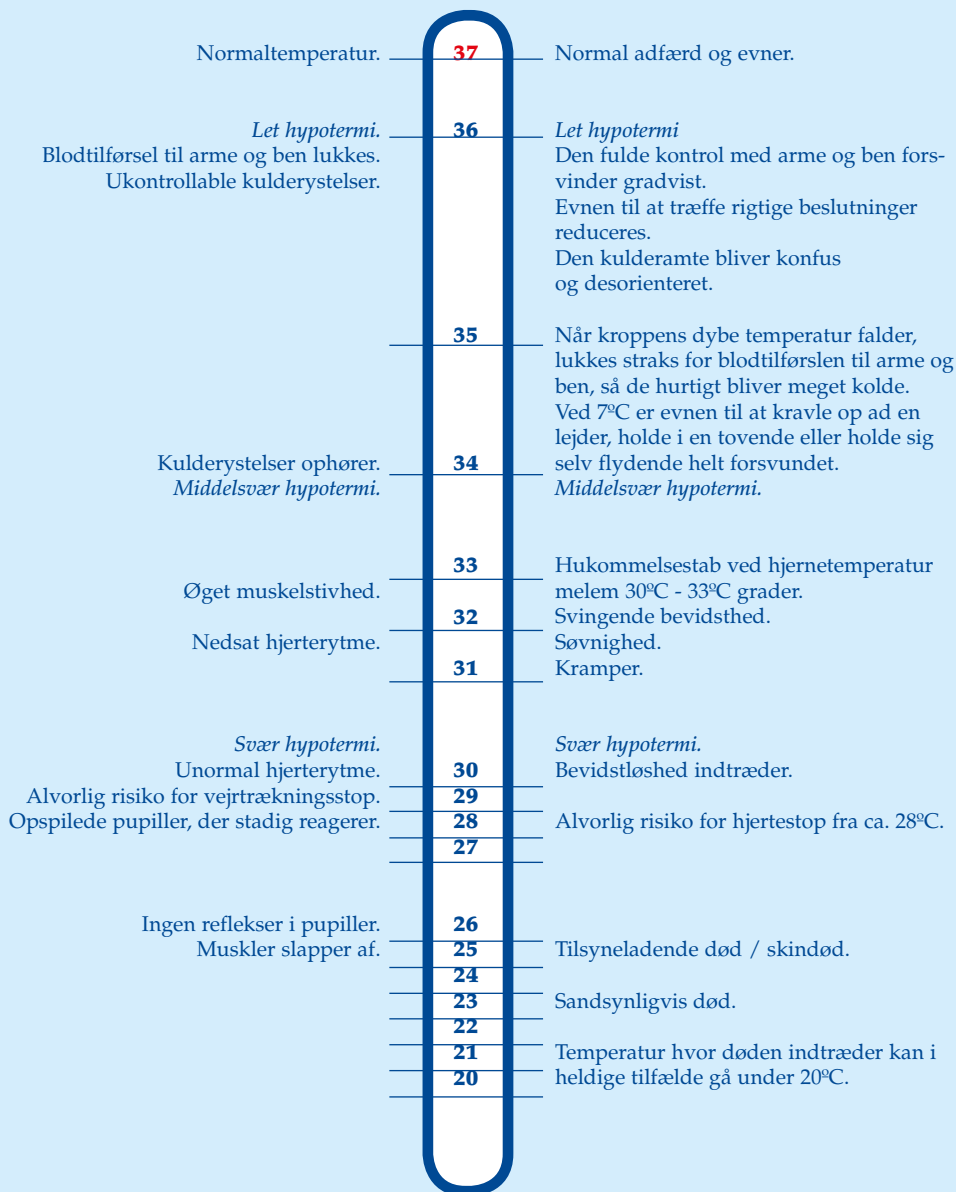 Normaltemperatur. 37 Normal adfærd og evner.
Let hypotermi. 36 Let hypotermi
Blodtilførsel til arme og ben lukkes. Den fulde kontrol med arme og ben fors-
Ukontrollable kulderystelser. vinder gradvist.
Evnen til at træffe rigtige beslutninger
reduceres.
Den kulderamte bliver konfus
og desorienteret.
35 Når kroppens dybe temperatur falder,
lukkes straks for blodtilførslen til arme og
ben, så de hurtigt bliver meget kolde.
Ved 7ºC er evnen til at kravle op ad en
lejder, holde i en tovende eller holde sig
Kulderystelser ophører. 34 selv flydende helt forsvundet.
Middelsvær hypotermi. Middelsvær hypotermi.
33 Hukommelsestab ved hjernetemperatur
Øget muskelstivhed. melem 30ºC - 33ºC grader.
32 Svingende bevidsthed.
Nedsat hjerterytme. Søvnighed.
31 Kramper.
Svær hypotermi. Svær hypotermi.
Unormal hjerterytme. 30 Bevidstløshed indtræder.
Alvorlig risiko for vejrtrækningsstop. 29
Opspilede pupiller, der stadig reagerer. 28 Alvorlig risiko for hjertestop fra ca. 28ºC.
27
Ingen reflekser i pupiller. 26
Muskler slapper af. 25 Tilsyneladende død / skindød.
24
23 Sandsynligvis død.
22
21 Temperatur hvor døden indtræder kan i
20 heldige tilfælde gå under 20ºC.